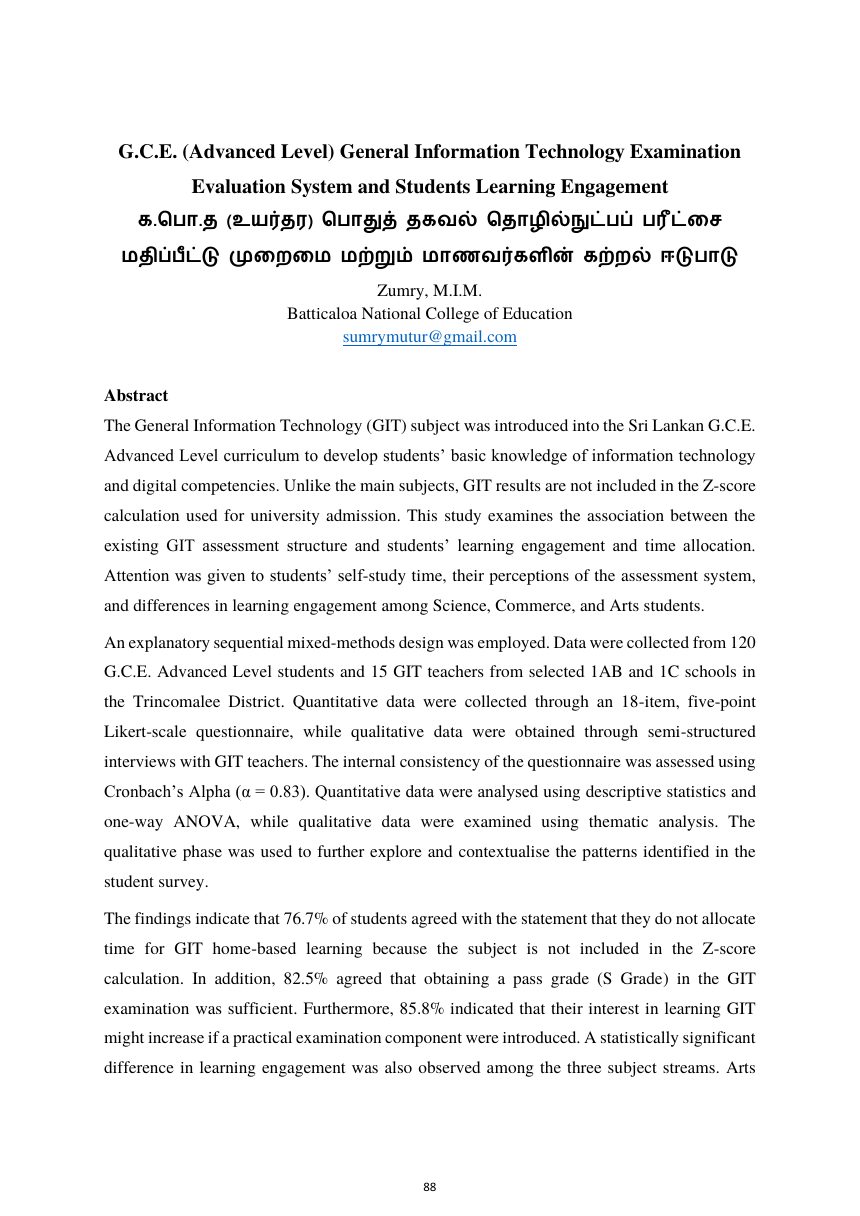 G.C.E. (Advanced Level) General Information Technology Examination
Evaluation System and Students Learning Engagement
க.பொ.த (உயர்தர) பொதுத் தகவல் தொழில்நுட்பப் பரீட்சை
மதிப்பீட்டு முறைமை மற்றும் மாணவர்களின் கற்றல் ஈடுபாடு
Zumry, M.I.M.
Batticaloa National College of Education
sumrymutur@gmail.com
Abstract
The General Information Technology (GIT) subject was introduced into the Sri Lankan G.C.E.
Advanced Level curriculum to develop students’ basic knowledge of information technology
and digital competencies. Unlike the main subjects, GIT results are not included in the Z-score
calculation used for university admission. This study examines the association between the
existing GIT assessment structure and students’ learning engagement and time allocation.
Attention was given to students’ self-study time, their perceptions of the assessment system,
and differences in learning engagement among Science, Commerce, and Arts students.
An explanatory sequential mixed-methods design was employed. Data were collected from 120
G.C.E. Advanced Level students and 15 GIT teachers from selected 1AB and 1C schools in
the Trincomalee District. Quantitative data were collected through an 18-item, five-point
Likert-scale questionnaire, while qualitative data were obtained through semi-structured
interviews with GIT teachers. The internal consistency of the questionnaire was assessed using
Cronbach’s Alpha (α = 0.83). Quantitative data were analysed using descriptive statistics and
one-way ANOVA, while qualitative data were examined using thematic analysis. The
qualitative phase was used to further explore and contextualise the patterns identified in the
student survey.
The findings indicate that 76.7% of students agreed with the statement that they do not allocate
time for GIT home-based learning because the subject is not included in the Z-score
calculation. In addition, 82.5% agreed that obtaining a pass grade (S Grade) in the GIT
examination was sufficient. Furthermore, 85.8% indicated that their interest in learning GIT
might increase if a practical examination component were introduced. A statistically significant
difference in learning engagement was also observed among the three subject streams. Arts
88